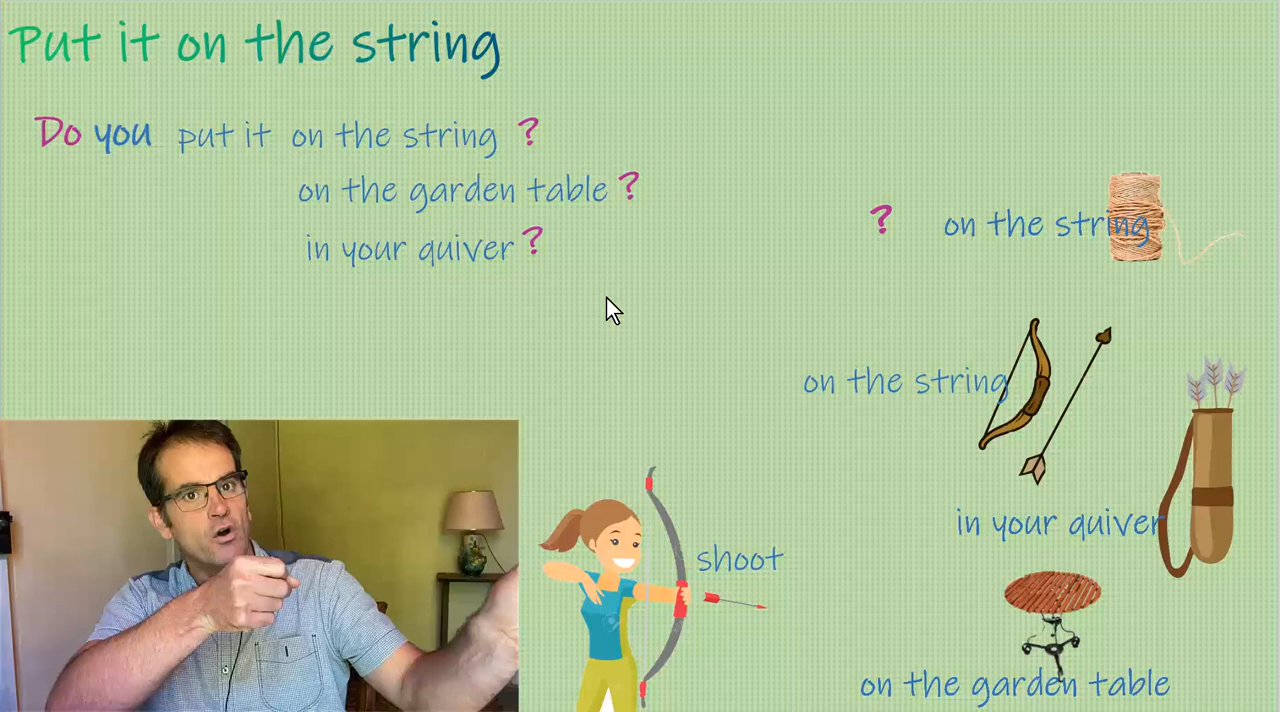 Put it on the string
Do you put it on the string ?
on the garden table ?
in your quiver ?
? on the string
on the string
in your quiver
shoot
on the garden table